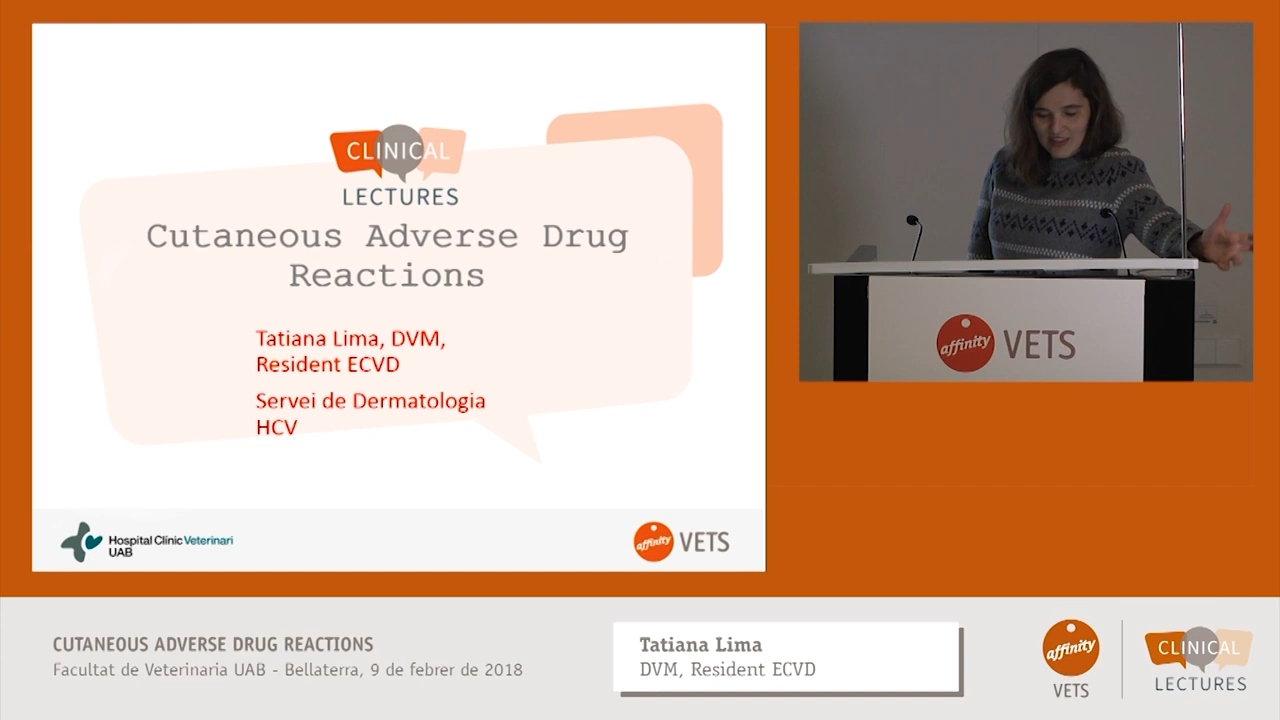 CLINICAL
LECTURES
Cutaneous Adverse Drug
Reactions
Tatiana Lima, DVM,
Resident ECVD
Servei de Dermatologia
HCV
Hospital Clínic Veterinari
UAB
affinity VETS
affinity VETS
CUTANEOUS ADVERSE DRUG REACTIONS
Facultat de Veterinaria UAB - Bellaterra, 9 de febrer de 2018
Tatiana Lima
DVM, Resident ECVD
affinity
VETS
CLINICAL
LECTURES